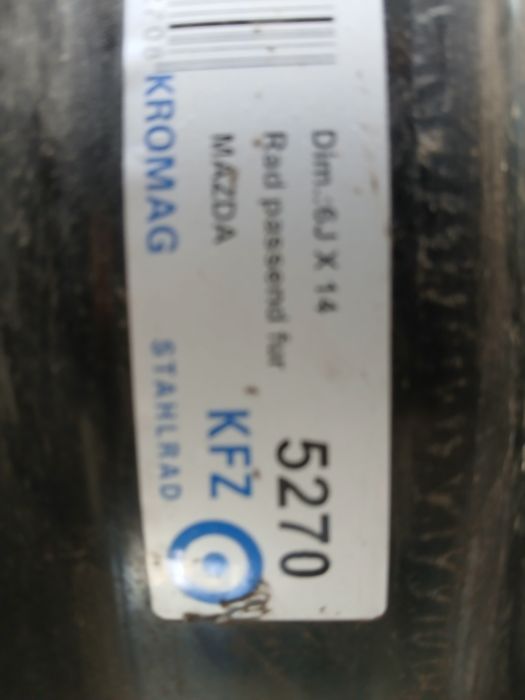 Dim.:6J X 14
Rad passend für
MAZDA
5270
KFZ
KROMAG STAHLRAD